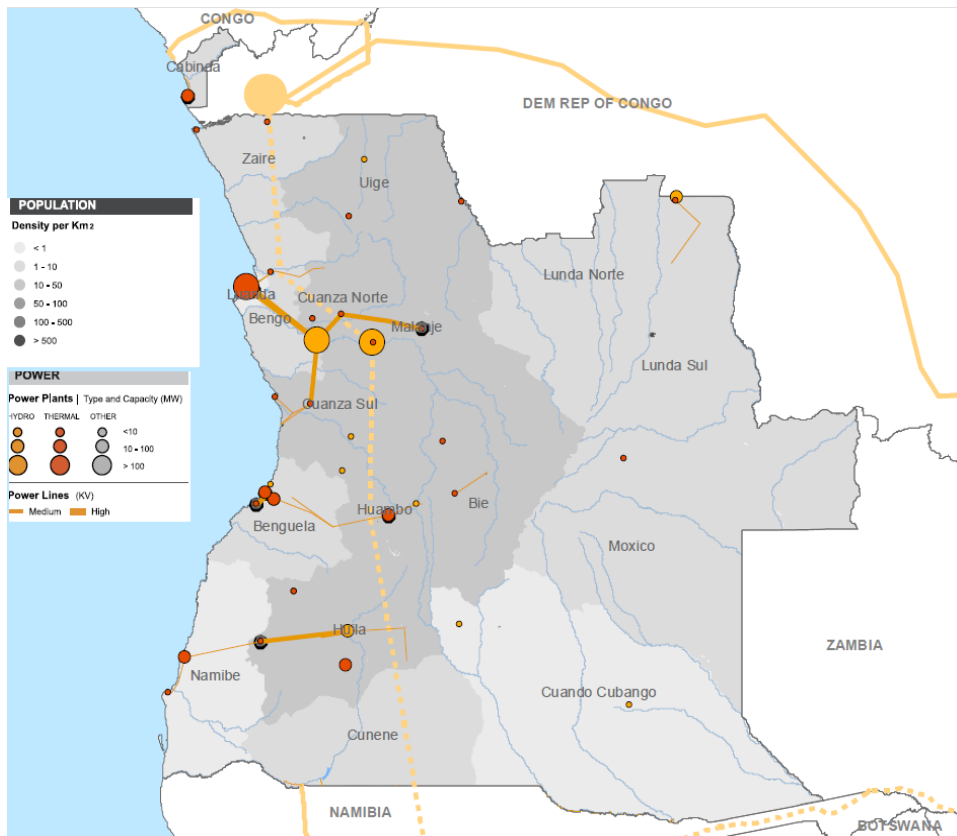 CONGO
Cabinda
DEM REP OF CONGO
Zaire
Uige
POPULATION
Density per Km2
< 1
1 - 10
10 - 50
50 - 100
100 - 500
> 500
Lunda Norte
Luanda
Cuanza Norte
Bengo
Malanje
Lunda Sul
POWER
Power Plants | Type and Capacity (MW)
HYDRO THERMAL OTHER
<10
10 - 100
> 100
Power Lines (KV)
Medium High
Cuanza Sul
Benguela
Huambo
Bie
Moxico
Huila
ZAMBIA
Namibe
Cuando Cubango
Cunene
NAMIBIA
BOTSWANA